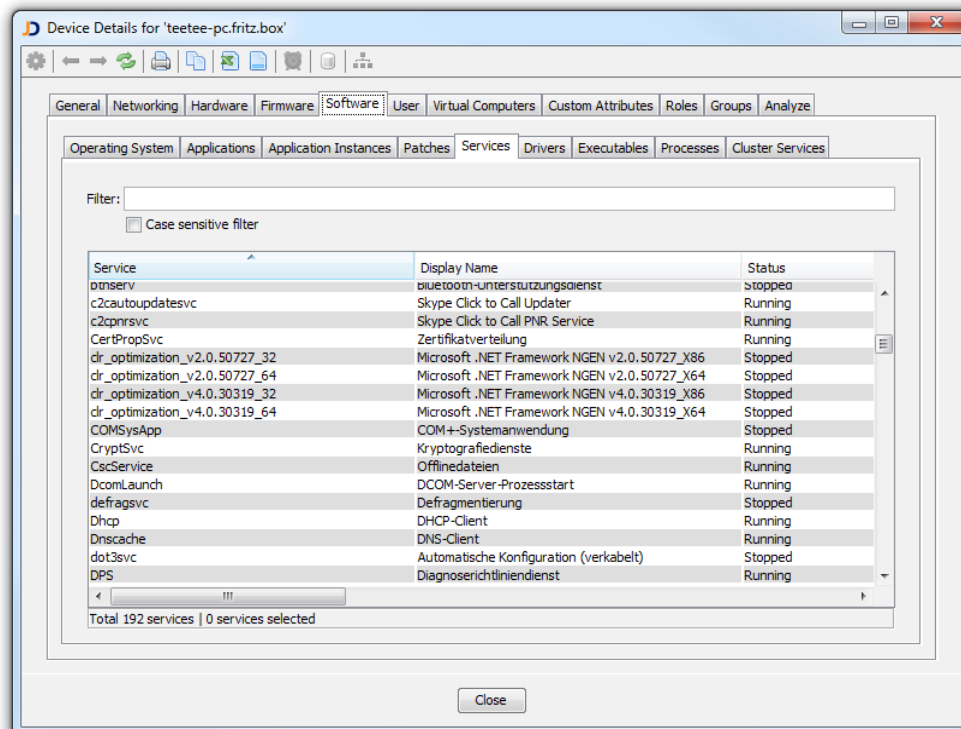 JD Device Details for 'teetee-pc.fritz.box'
General Networking Hardware Firmware Software User Virtual Computers Custom Attributes Roles Groups Analyze
Operating System Applications Application Instances Patches Services Drivers Executables Processes Cluster Services
Filter:
Case sensitive filter
Service Display Name Status
bthserv Bluetooth-Unterstützungsdienst Stopped
c2cautoupdatesvc Skype Click to Call Updater Running
c2cpnrsvc Skype Click to Call PNR Service Running
CertPropSvc Zertifikatverteilung Running
clr_optimization_v2.0.50727_32 Microsoft .NET Framework NGEN v2.0.50727_X86 Stopped
clr_optimization_v2.0.50727_64 Microsoft .NET Framework NGEN v2.0.50727_X64 Stopped
clr_optimization_v4.0.30319_32 Microsoft .NET Framework NGEN v4.0.30319_X86 Stopped
clr_optimization_v4.0.30319_64 Microsoft .NET Framework NGEN v4.0.30319_X64 Stopped
COMSysApp COM+-Systemanwendung Stopped
CryptSvc Kryptografiedienste Running
CscService Offlinedateien Running
DcomLaunch DCOM-Server-Prozessstart Running
defragsvc Defragmentierung Stopped
Dhcp DHCP-Client Running
Dnscache DNS-Client Running
dot3svc Automatische Konfiguration (verkabelt) Stopped
DPS Diagnoserichtliniendienst Running
Total 192 services | 0 services selected
Close